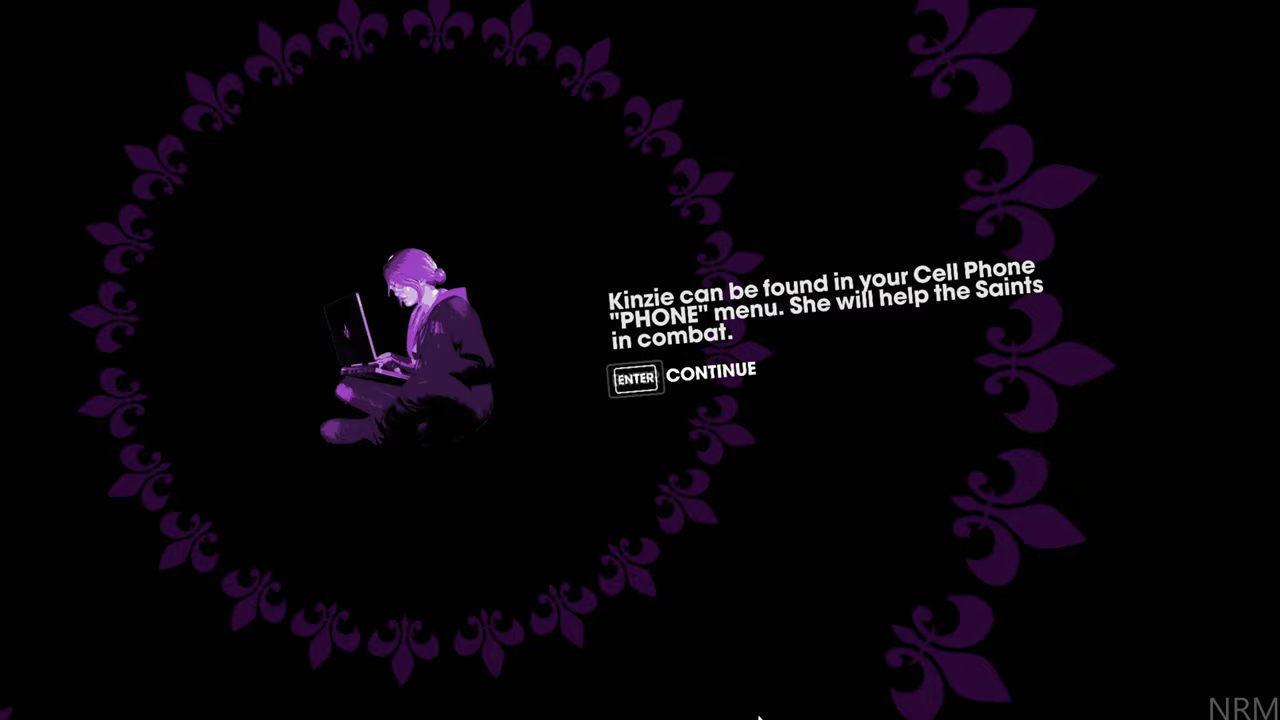 Kinzie can be found in your Cell Phone
"PHONE" menu. She will help the Saints
in combat.
ENTER CONTINUE
NRM